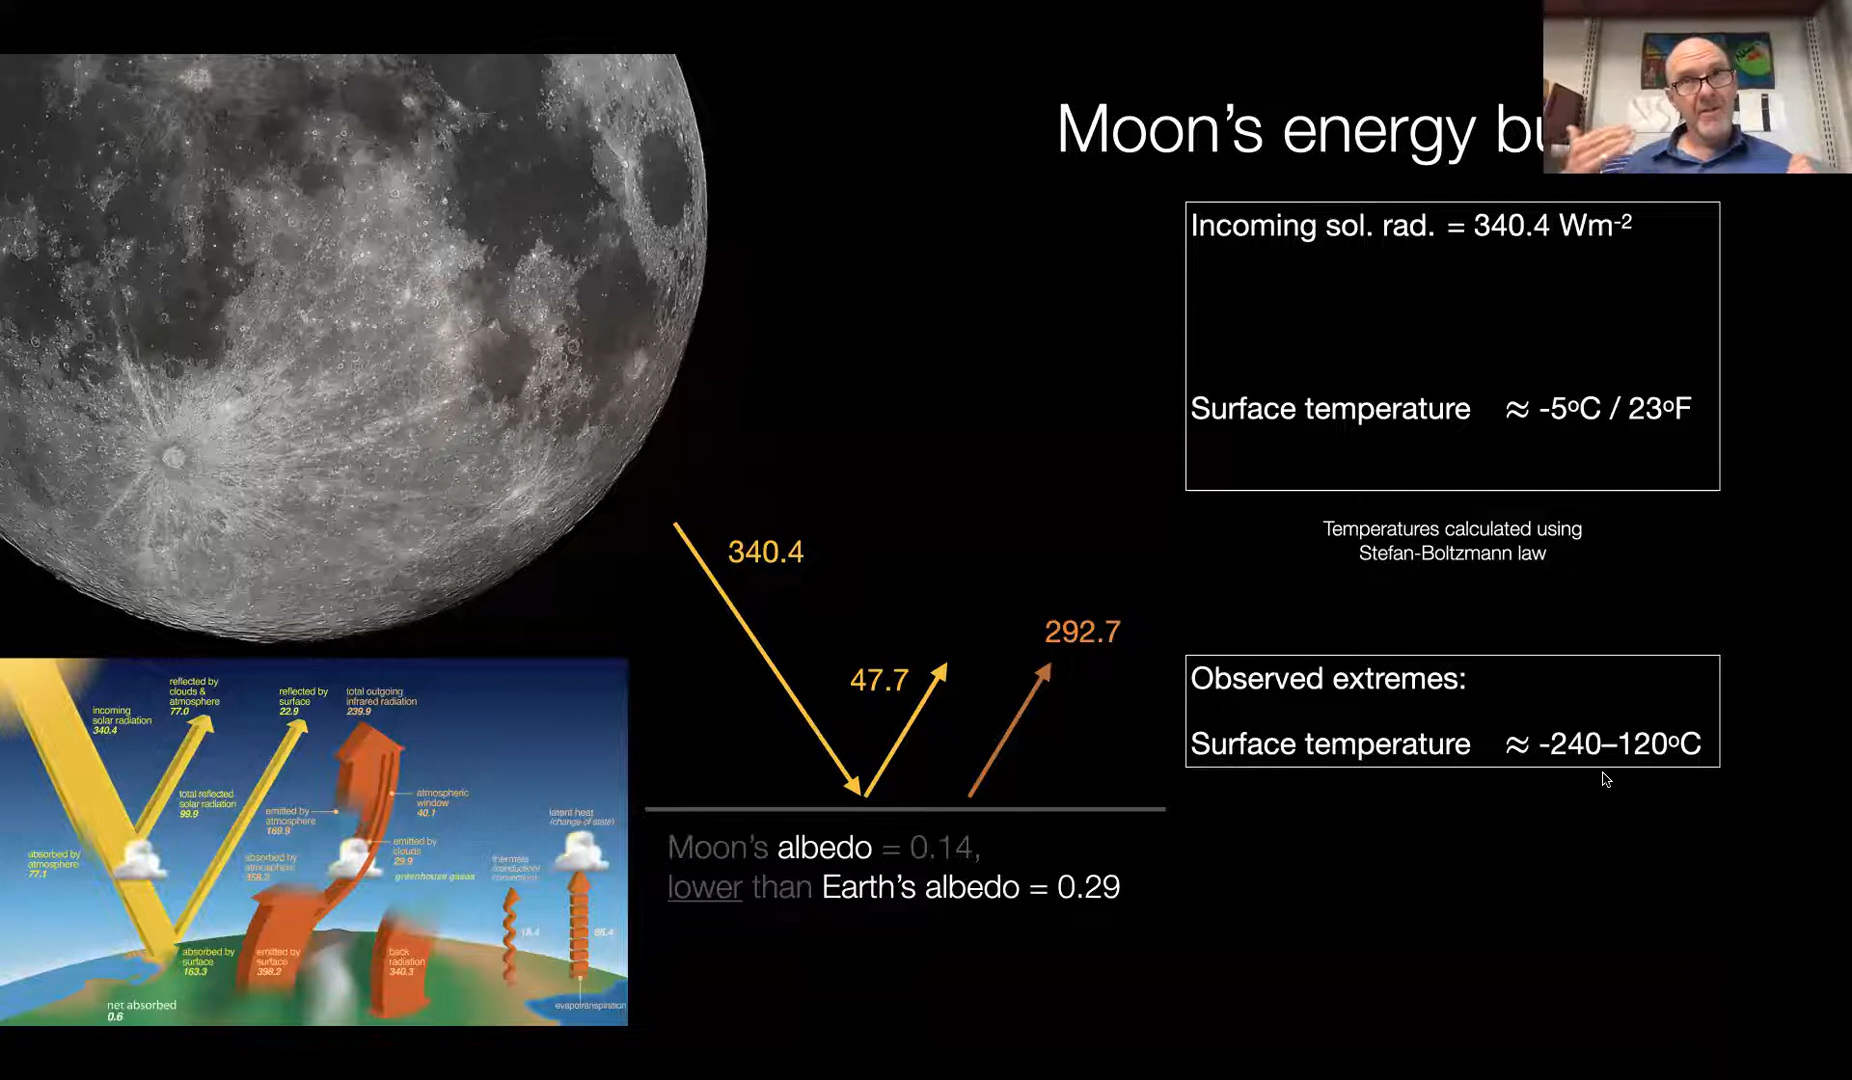 Moon's energy bu
Incoming sol. rad. = 340.4 Wm-2
Surface temperature ≈ -5ºC / 23ºF
Temperatures calculated using
Stefan-Boltzmann law
Observed extremes:
Surface temperature ≈ -240–120ºC
340.4
47.7
292.7
Moon's albedo = 0.14,
lower than Earth's albedo = 0.29
reflected by
clouds &
atmosphere
77.0
incoming
solar radiation
340.4
reflected by
surface
22.9
total outgoing
infrared radiation
239.9
total reflected
solar radiation
99.9
absorbed by
atmosphere
77.1
emitted by
atmosphere
169.9
atmospheric
window
40.1
latent heat
(change of state)
absorbed by
atmosphere
358.2
emitted by
clouds
29.9
greenhouse gases
thermals
(conduction/
convection)
18.4
86.4
absorbed by
surface
163.3
emitted by
surface
398.2
back
radiation
340.3
evapotranspiration
net absorbed
0.6